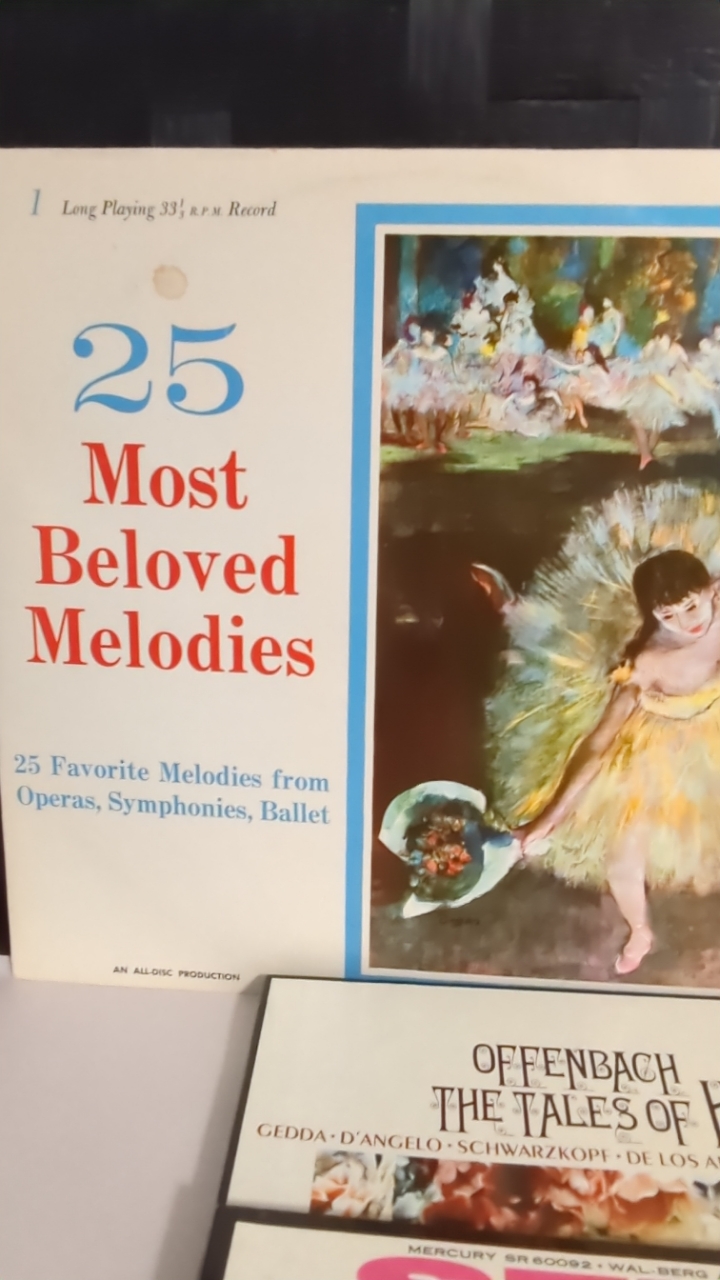 1 Long Playing 33⅓ R.P.M. Record
25
Most
Beloved
Melodies
25 Favorite Melodies from
Operas, Symphonies, Ballet
AN ALL-DISC PRODUCTION
OFFENBACH
THE TALES OF
GEDDA · D'ANGELO · SCHWARZKOPF · DE LOS
MERCURY SR 60092 · WAL-BERG